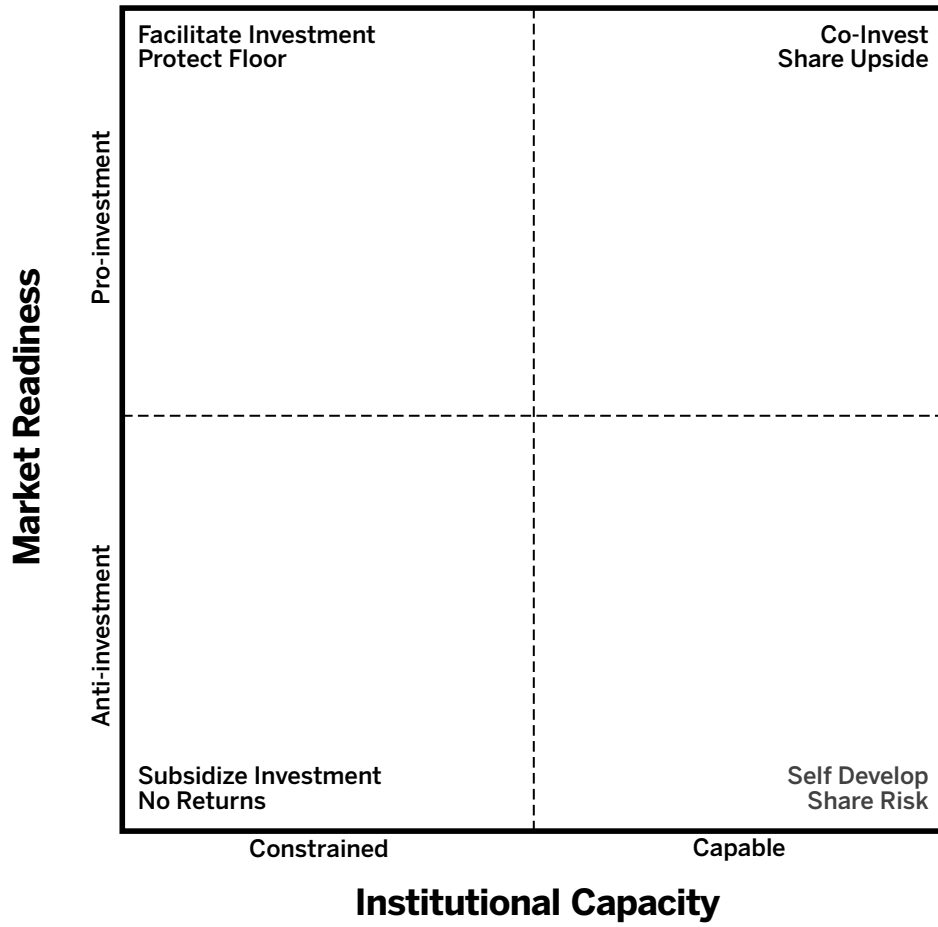 Facilitate Investment
Protect Floor
Co-Invest
Share Upside
Pro-investment
Market Readiness
Anti-investment
Subsidize Investment
No Returns
Self Develop
Share Risk
Constrained
Capable
Institutional Capacity